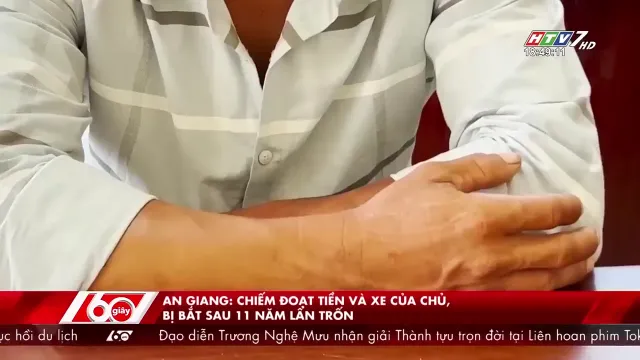 HTV7 HD
18:49:11
60 giây
AN GIANG: CHIẾM ĐOẠT TIỀN VÀ XE CỦA CHỦ,
BỊ BẮT SAU 11 NĂM LẨN TRỐN
ục hồi du lịch 60 Đạo diễn Trương Nghệ Mưu nhận giải Thành tựu trọn đời tại Liên hoan phim Tok